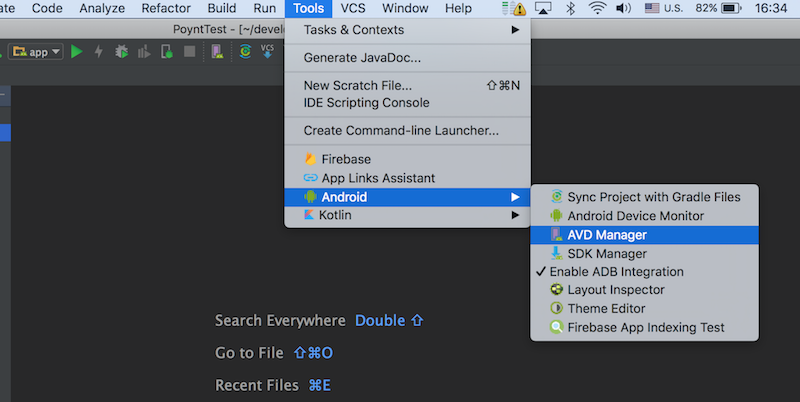 ate Code Analyze Refactor Build Run Tools VCS Window Help U.S. 82% 16:34
PoyntTest - [~/develo
app VCS
Tasks & Contexts
Generate JavaDoc...
New Scratch File... ⇧⌘N
IDE Scripting Console
Create Command-line Launcher...
Firebase
App Links Assistant
Android
Kotlin
Sync Project with Gradle Files
Android Device Monitor
AVD Manager
SDK Manager
✓ Enable ADB Integration
Layout Inspector
Theme Editor
Firebase App Indexing Test
Search Everywhere Double ⇧
Go to File ⇧⌘O
Recent Files ⌘E